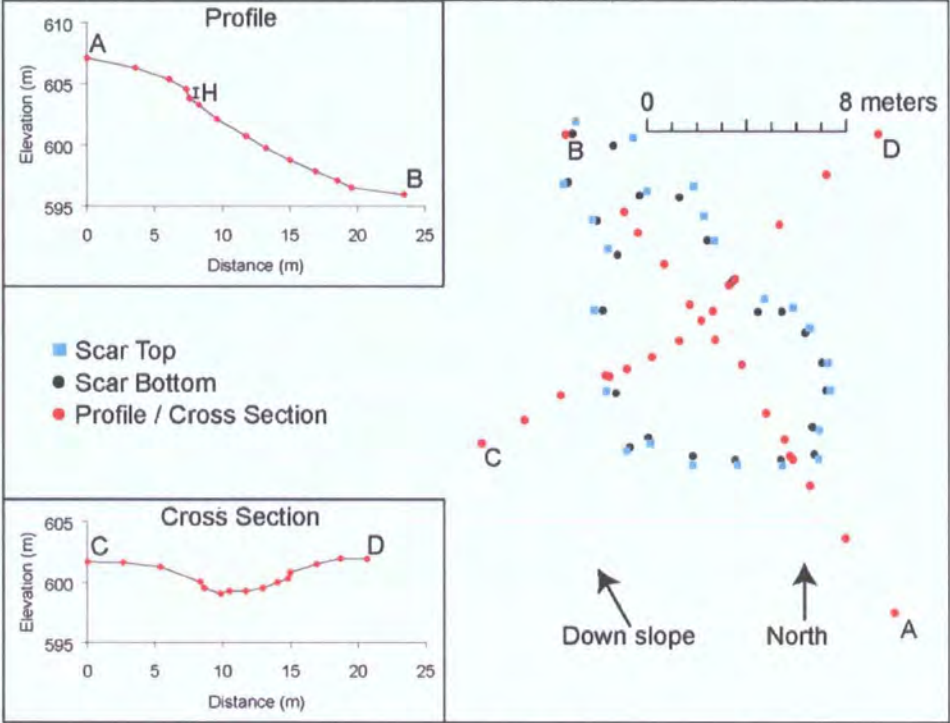 Profile
610
605
600
595
Elevation (m)
A
H
B
0 5 10 15 20 25
Distance (m)
Scar Top
Scar Bottom
Profile / Cross Section
Cross Section
605
600
595
Elevation (m)
C
D
0 5 10 15 20 25
Distance (m)
0 8 meters
B
D
C
A
Down slope
North